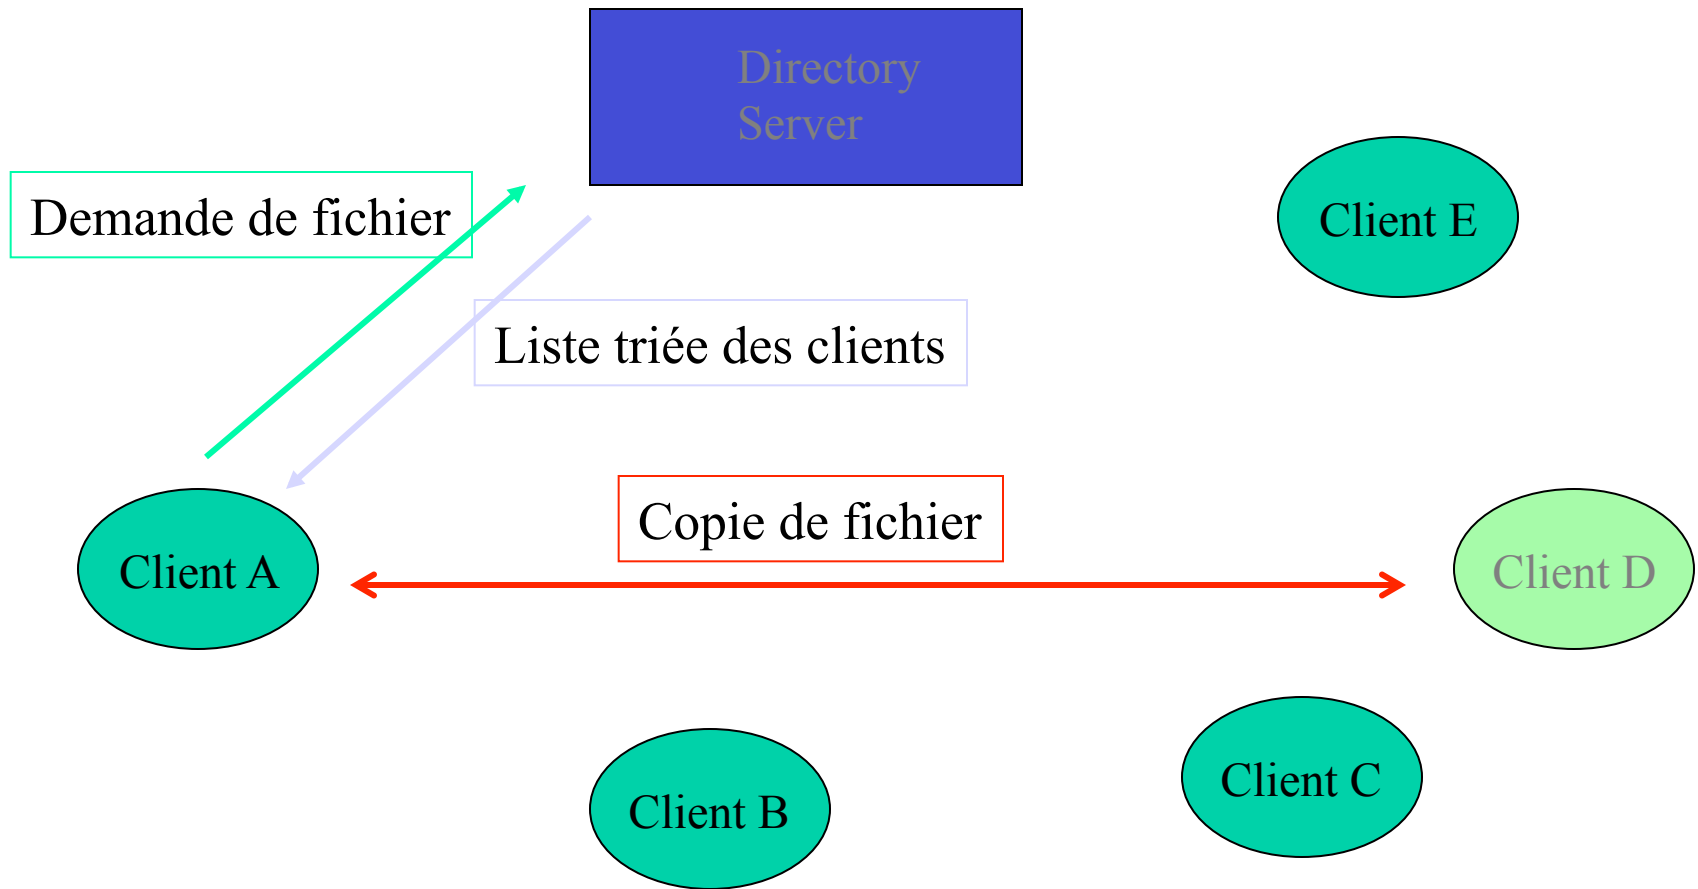 Directory
Server
Demande de fichier
Client E
Liste triée des clients
Copie de fichier
Client A
Client D
Client C
Client B